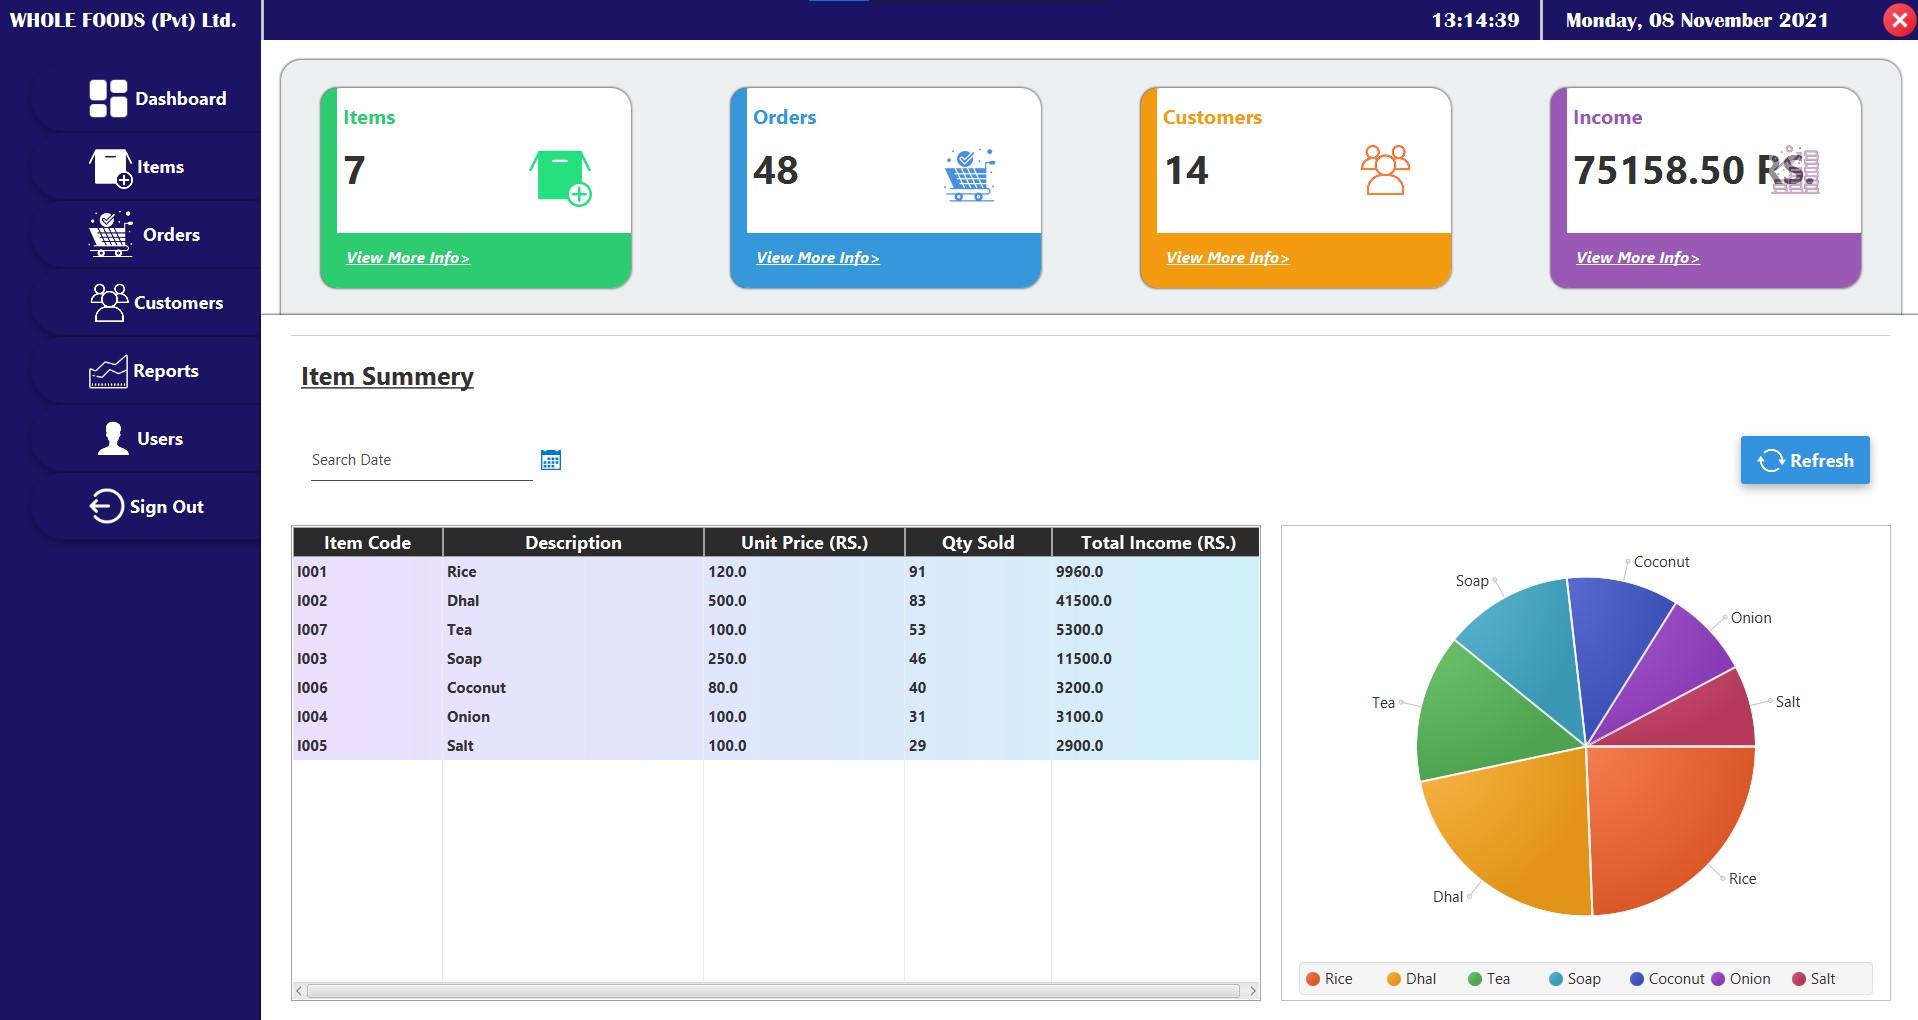 WHOLE FOODS (Pvt) Ltd.
13:14:39
Monday, 08 November 2021
Dashboard
Items
Orders
Customers
Reports
Users
Sign Out
Items
7
View More Info>
Orders
48
View More Info>
Customers
14
View More Info>
Income
75158.50 RS.
View More Info>
Item Summery
Search Date
Refresh
Item Code Description Unit Price (RS.) Qty Sold Total Income (RS.)
I001 Rice 120.0 91 9960.0
I002 Dhal 500.0 83 41500.0
I007 Tea 100.0 53 5300.0
I003 Soap 250.0 46 11500.0
I006 Coconut 80.0 40 3200.0
I004 Onion 100.0 31 3100.0
I005 Salt 100.0 29 2900.0
Coconut
Soap
Onion
Tea
Salt
Rice
Dhal
Rice Dhal Tea Soap Coconut Onion Salt